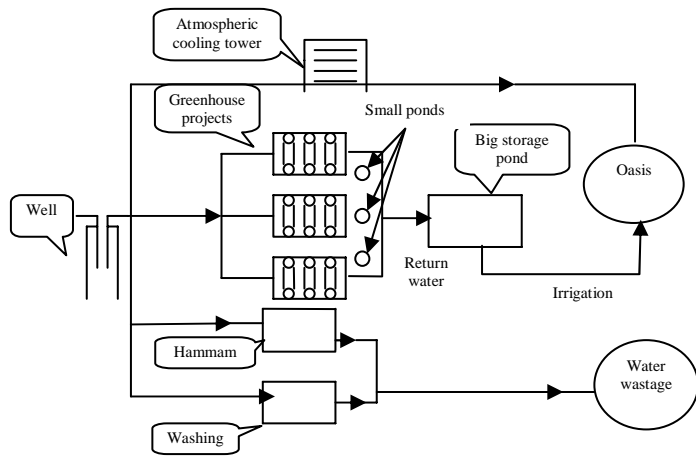 Atmospheric
cooling tower
Greenhouse
projects
Small ponds
Big storage
pond
Oasis
Well
Return
water
Irrigation
Hammam
Water
wastage
Washing